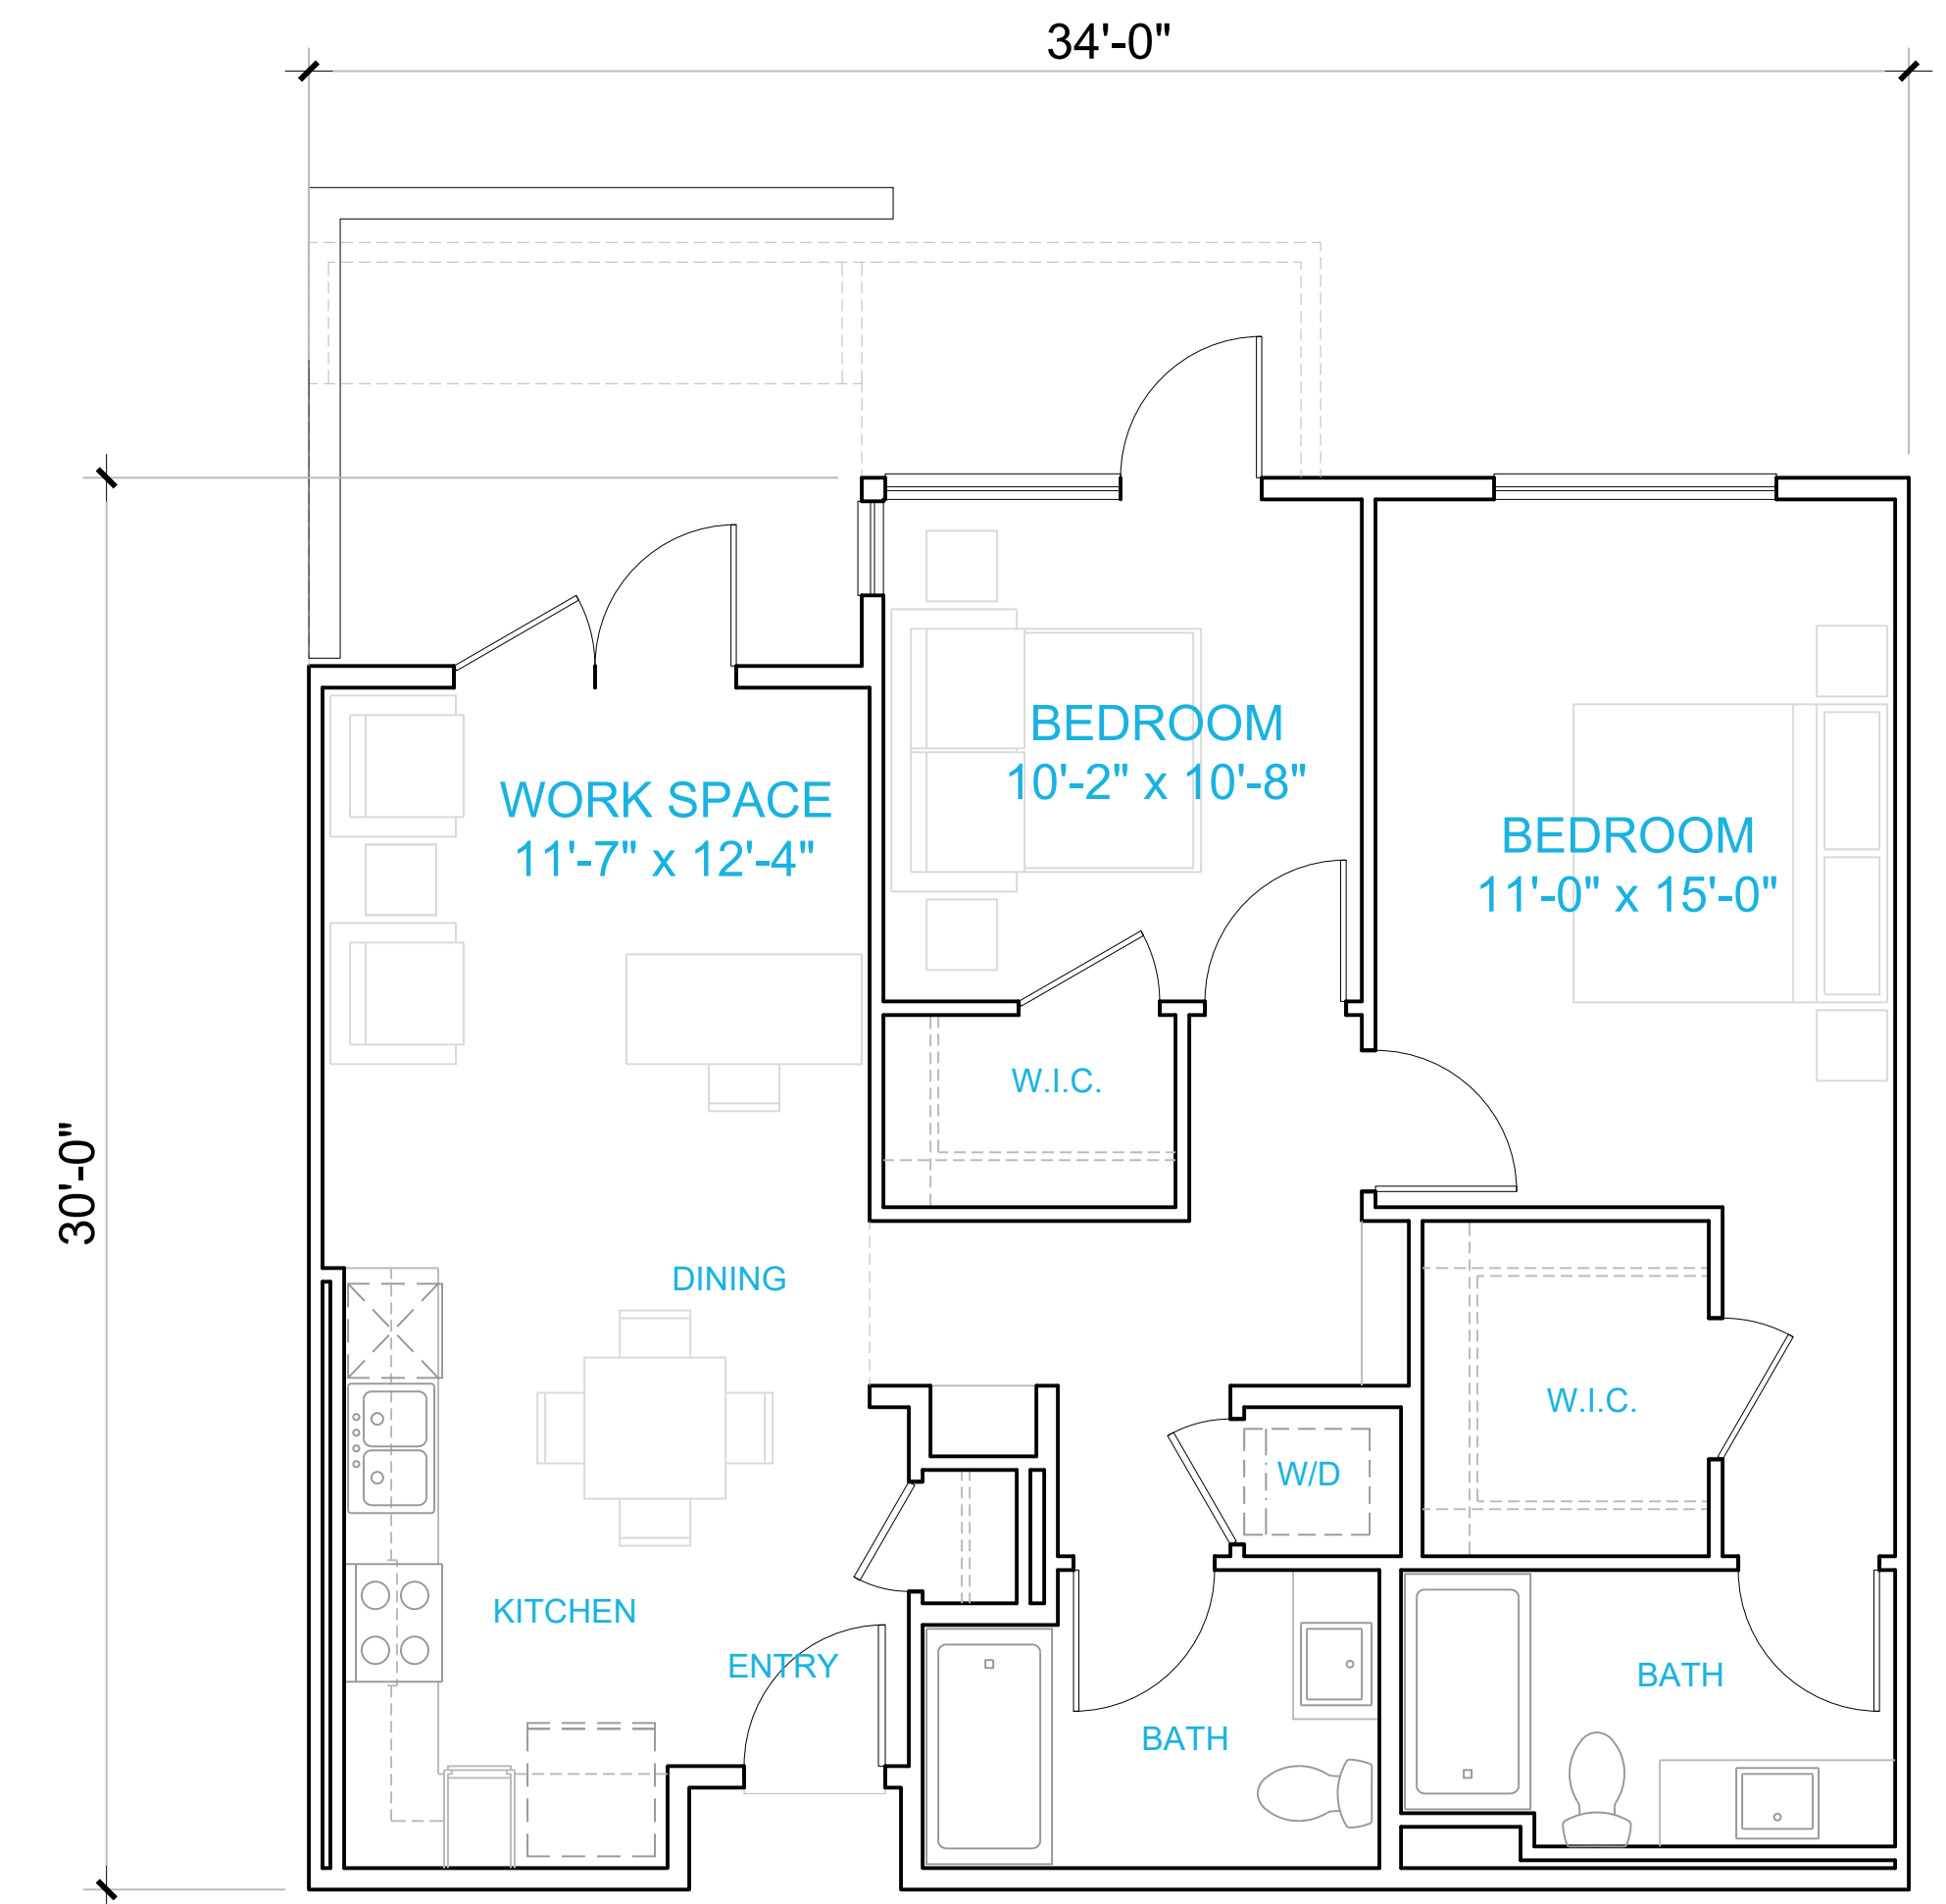 34'-0"
BEDROOM
10'-2" x 10'-8"
WORK SPACE
11'-7" x 12'-4"
BEDROOM
11'-0" x 15'-0"
W.I.C.
30'-0"
DINING
W.I.C.
W/D
KITCHEN
ENTRY
BATH
BATH